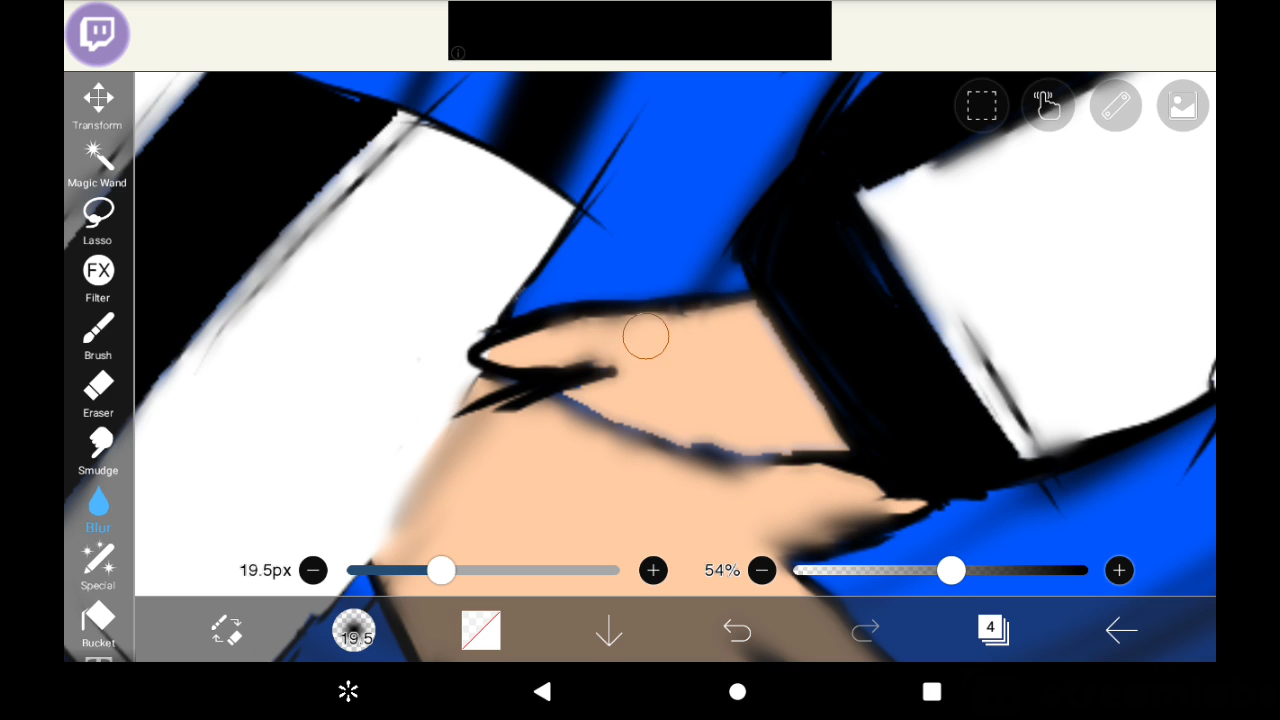 Transform
Magic Wand
Lasso
FX
Filter
Brush
Eraser
Smudge
Blur
Special
Bucket
19.5px
54%
19.5
4